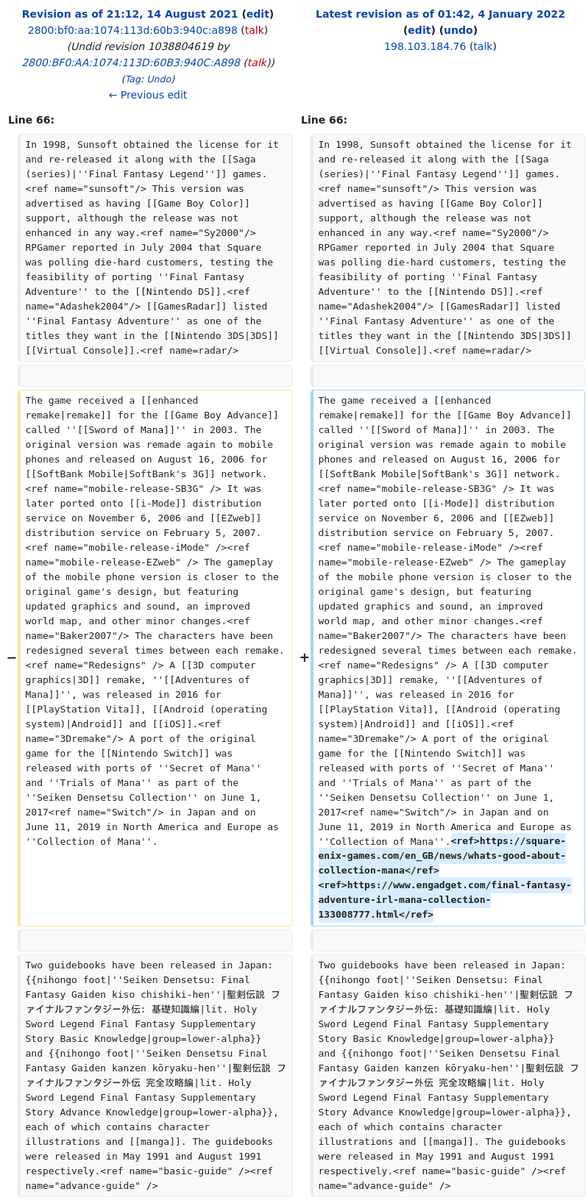 Revision as of 21:12, 14 August 2021 (edit)
2800:bf0:aa:1074:113d:60b3:940c:a898 (talk)
(Undid revision 1038804619 by
2800:BF0:AA:1074:113D:60B3:940C:A898 (talk))
(Tag: Undo)
← Previous edit
Latest revision as of 01:42, 4 January 2022
(edit) (undo)
198.103.184.76 (talk)
Line 66:
In 1998, Sunsoft obtained the license for it
and re-released it along with the [[Saga
(series)|''Final Fantasy Legend'']] games.
<ref name="sunsoft"/> This version was
advertised as having [[Game Boy Color]]
support, although the release was not
enhanced in any way.<ref name="Sy2000"/>
RPGamer reported in July 2004 that Square
was polling die-hard customers, testing the
feasibility of porting ''Final Fantasy
Adventure'' to the [[Nintendo DS]].<ref
name="Adashek2004"/> [[GamesRadar]] listed
''Final Fantasy Adventure'' as one of the
titles they want in the [[Nintendo 3DS|3DS]]
[[Virtual Console]].<ref name=radar/>
−
The game received a [[enhanced
remake|remake]] for the [[Game Boy Advance]]
called ''[[Sword of Mana]]'' in 2003. The
original version was remade again to mobile
phones and released on August 16, 2006 for
[[SoftBank Mobile|SoftBank's 3G]] network.
<ref name="mobile-release-SB3G" /> It was
later ported onto [[i-Mode]] distribution
service on November 6, 2006 and [[EZweb]]
distribution service on February 5, 2007.
<ref name="mobile-release-iMode" /><ref
name="mobile-release-EZweb" /> The gameplay
of the mobile phone version is closer to the
original game's design, but featuring
updated graphics and sound, an improved
world map, and other minor changes.<ref
name="Baker2007"/> The characters have been
redesigned several times between each remake.
<ref name="Redesigns" /> A [[3D computer
graphics|3D]] remake, ''[[Adventures of
Mana]]'', was released in 2016 for
[[PlayStation Vita]], [[Android (operating
system)|Android]] and [[iOS]].<ref
name="3Dremake"/> A port of the original
game for the [[Nintendo Switch]] was
released with ports of ''Secret of Mana''
and ''Trials of Mana'' as part of the
''Seiken Densetsu Collection'' on June 1,
2017<ref name="Switch"/> in Japan and on
June 11, 2019 in North America and Europe as
''Collection of Mana''.
Two guidebooks have been released in Japan:
{{nihongo foot|''Seiken Densetsu: Final
Fantasy Gaiden kiso chishiki-hen''|聖剣伝説 フ
ァイナルファンタジー外伝: 基礎知識編|lit. Holy
Sword Legend Final Fantasy Supplementary
Story Basic Knowledge|group=lower-alpha}}
and {{nihongo foot|''Seiken Densetsu Final
Fantasy Gaiden kanzen kōryaku-hen''|聖剣伝説 フ
ァイナルファンタジー外伝 完全攻略編|lit. Holy
Sword Legend Final Fantasy Supplementary
Story Advance Knowledge|group=lower-alpha}},
each of which contains character
illustrations and [[manga]]. The guidebooks
were released in May 1991 and August 1991
respectively.<ref name="basic-guide" /><ref
name="advance-guide" />
Line 66:
In 1998, Sunsoft obtained the license for it
and re-released it along with the [[Saga
(series)|''Final Fantasy Legend'']] games.
<ref name="sunsoft"/> This version was
advertised as having [[Game Boy Color]]
support, although the release was not
enhanced in any way.<ref name="Sy2000"/>
RPGamer reported in July 2004 that Square
was polling die-hard customers, testing the
feasibility of porting ''Final Fantasy
Adventure'' to the [[Nintendo DS]].<ref
name="Adashek2004"/> [[GamesRadar]] listed
''Final Fantasy Adventure'' as one of the
titles they want in the [[Nintendo 3DS|3DS]]
[[Virtual Console]].<ref name=radar/>
+
The game received a [[enhanced
remake|remake]] for the [[Game Boy Advance]]
called ''[[Sword of Mana]]'' in 2003. The
original version was remade again to mobile
phones and released on August 16, 2006 for
[[SoftBank Mobile|SoftBank's 3G]] network.
<ref name="mobile-release-SB3G" /> It was
later ported onto [[i-Mode]] distribution
service on November 6, 2006 and [[EZweb]]
distribution service on February 5, 2007.
<ref name="mobile-release-iMode" /><ref
name="mobile-release-EZweb" /> The gameplay
of the mobile phone version is closer to the
original game's design, but featuring
updated graphics and sound, an improved
world map, and other minor changes.<ref
name="Baker2007"/> The characters have been
redesigned several times between each remake.
<ref name="Redesigns" /> A [[3D computer
graphics|3D]] remake, ''[[Adventures of
Mana]]'', was released in 2016 for
[[PlayStation Vita]], [[Android (operating
system)|Android]] and [[iOS]].<ref
name="3Dremake"/> A port of the original
game for the [[Nintendo Switch]] was
released with ports of ''Secret of Mana''
and ''Trials of Mana'' as part of the
''Seiken Densetsu Collection'' on June 1,
2017<ref name="Switch"/> in Japan and on
June 11, 2019 in North America and Europe as
''Collection of Mana''.<ref>https://square-
enix-games.com/en_GB/news/whats-good-about-
collection-mana</ref>
<ref>https://www.engadget.com/final-fantasy-
adventure-irl-mana-collection-
133008777.html</ref>
Two guidebooks have been released in Japan:
{{nihongo foot|''Seiken Densetsu: Final
Fantasy Gaiden kiso chishiki-hen''|聖剣伝説 フ
ァイナルファンタジー外伝: 基礎知識編|lit. Holy
Sword Legend Final Fantasy Supplementary
Story Basic Knowledge|group=lower-alpha}}
and {{nihongo foot|''Seiken Densetsu Final
Fantasy Gaiden kanzen kōryaku-hen''|聖剣伝説 フ
ァイナルファンタジー外伝 完全攻略編|lit. Holy
Sword Legend Final Fantasy Supplementary
Story Advance Knowledge|group=lower-alpha}},
each of which contains character
illustrations and [[manga]]. The guidebooks
were released in May 1991 and August 1991
respectively.<ref name="basic-guide" /><ref
name="advance-guide" />